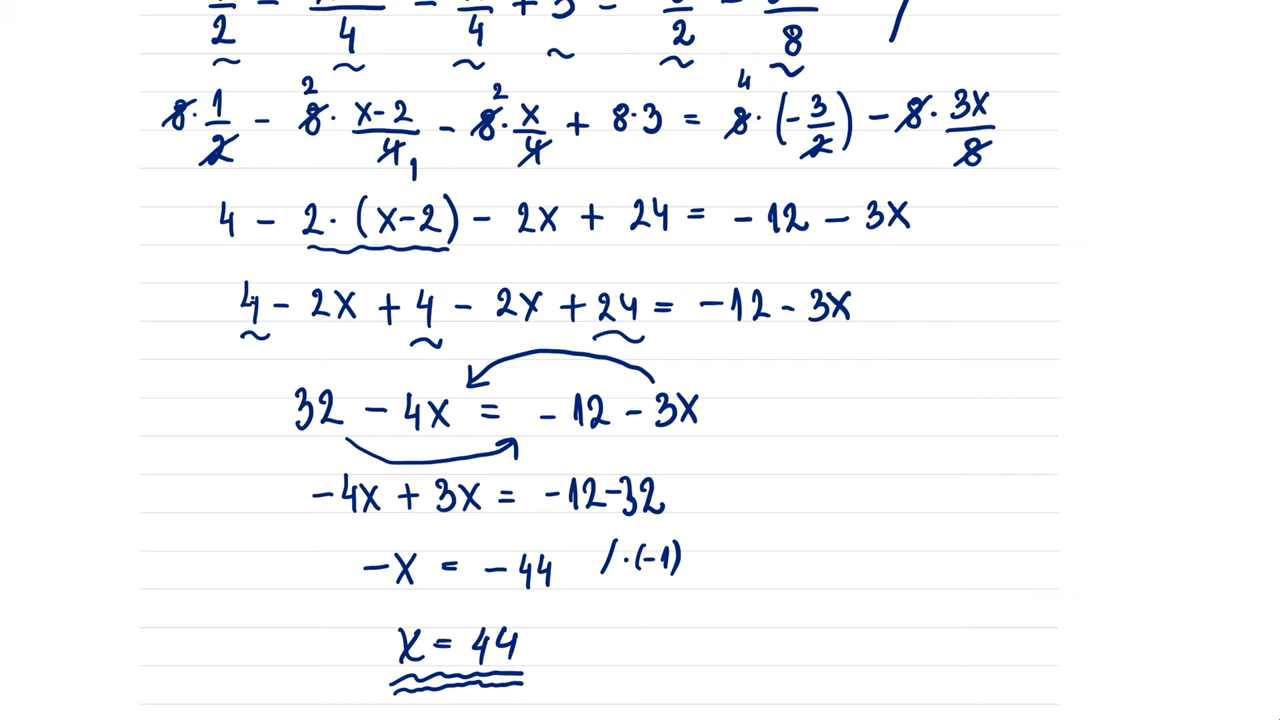 8 · 1/2 - 8 · x-2/4 - 8 · x/4 + 8 · 3 = 8 · (-3/2) - 8 · 3x/8
4 - 2 · (x-2) - 2x + 24 = -12 - 3x
4 - 2x + 4 - 2x + 24 = -12 - 3x
32 - 4x = -12 - 3x
-4x + 3x = -12-32
-x = -44 / · (-1)
x = 44